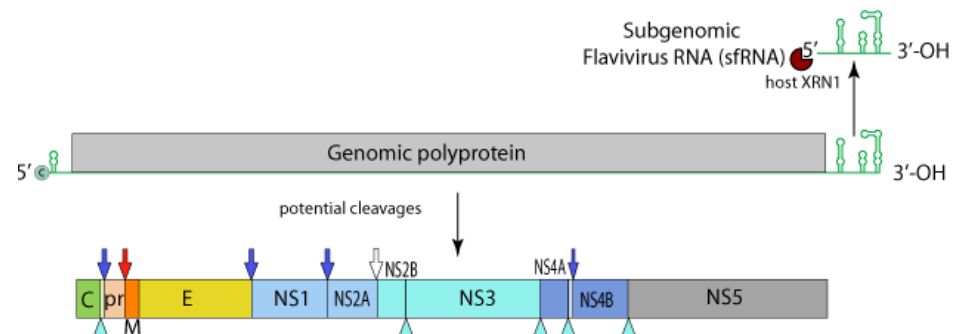 Subgenomic
Flavivirus RNA (sfRNA)
5′
3′-OH
host XRN1
Genomic polyprotein
5′
C
3′-OH
potential cleavages
NS2B
NS4A
C
pr
E
NS1
NS2A
NS3
NS4B
NS5
M